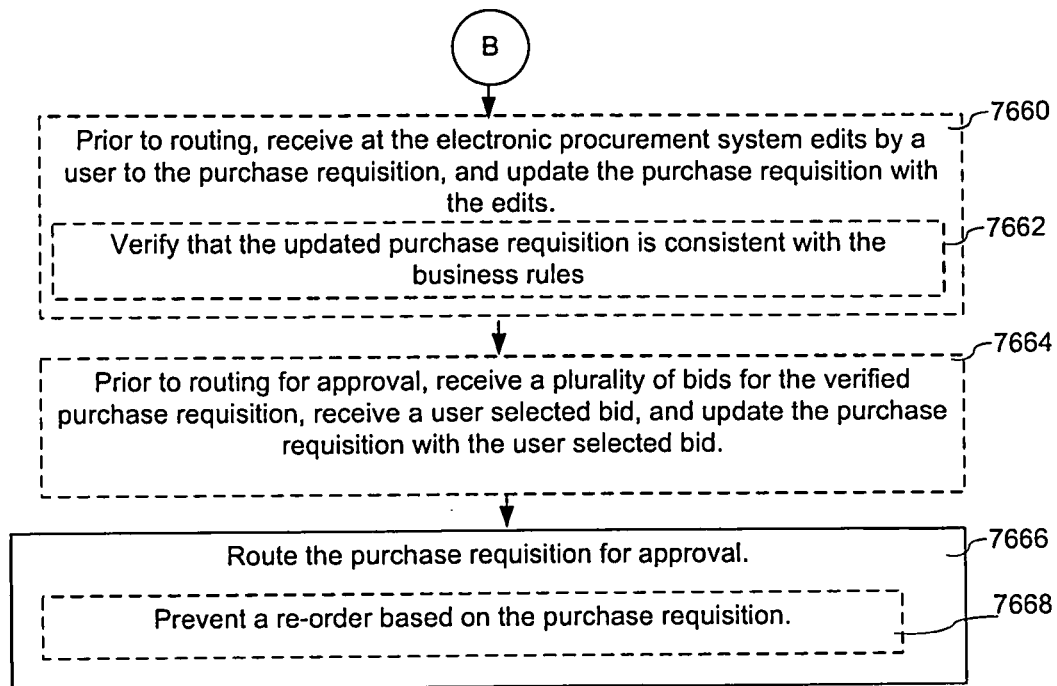 B
7660
Prior to routing, receive at the electronic procurement system edits by a
user to the purchase requisition, and update the purchase requisition with
the edits.
7662
Verify that the updated purchase requisition is consistent with the
business rules
7664
Prior to routing for approval, receive a plurality of bids for the verified
purchase requisition, receive a user selected bid, and update the purchase
requisition with the user selected bid.
7666
Route the purchase requisition for approval.
7668
Prevent a re-order based on the purchase requisition.